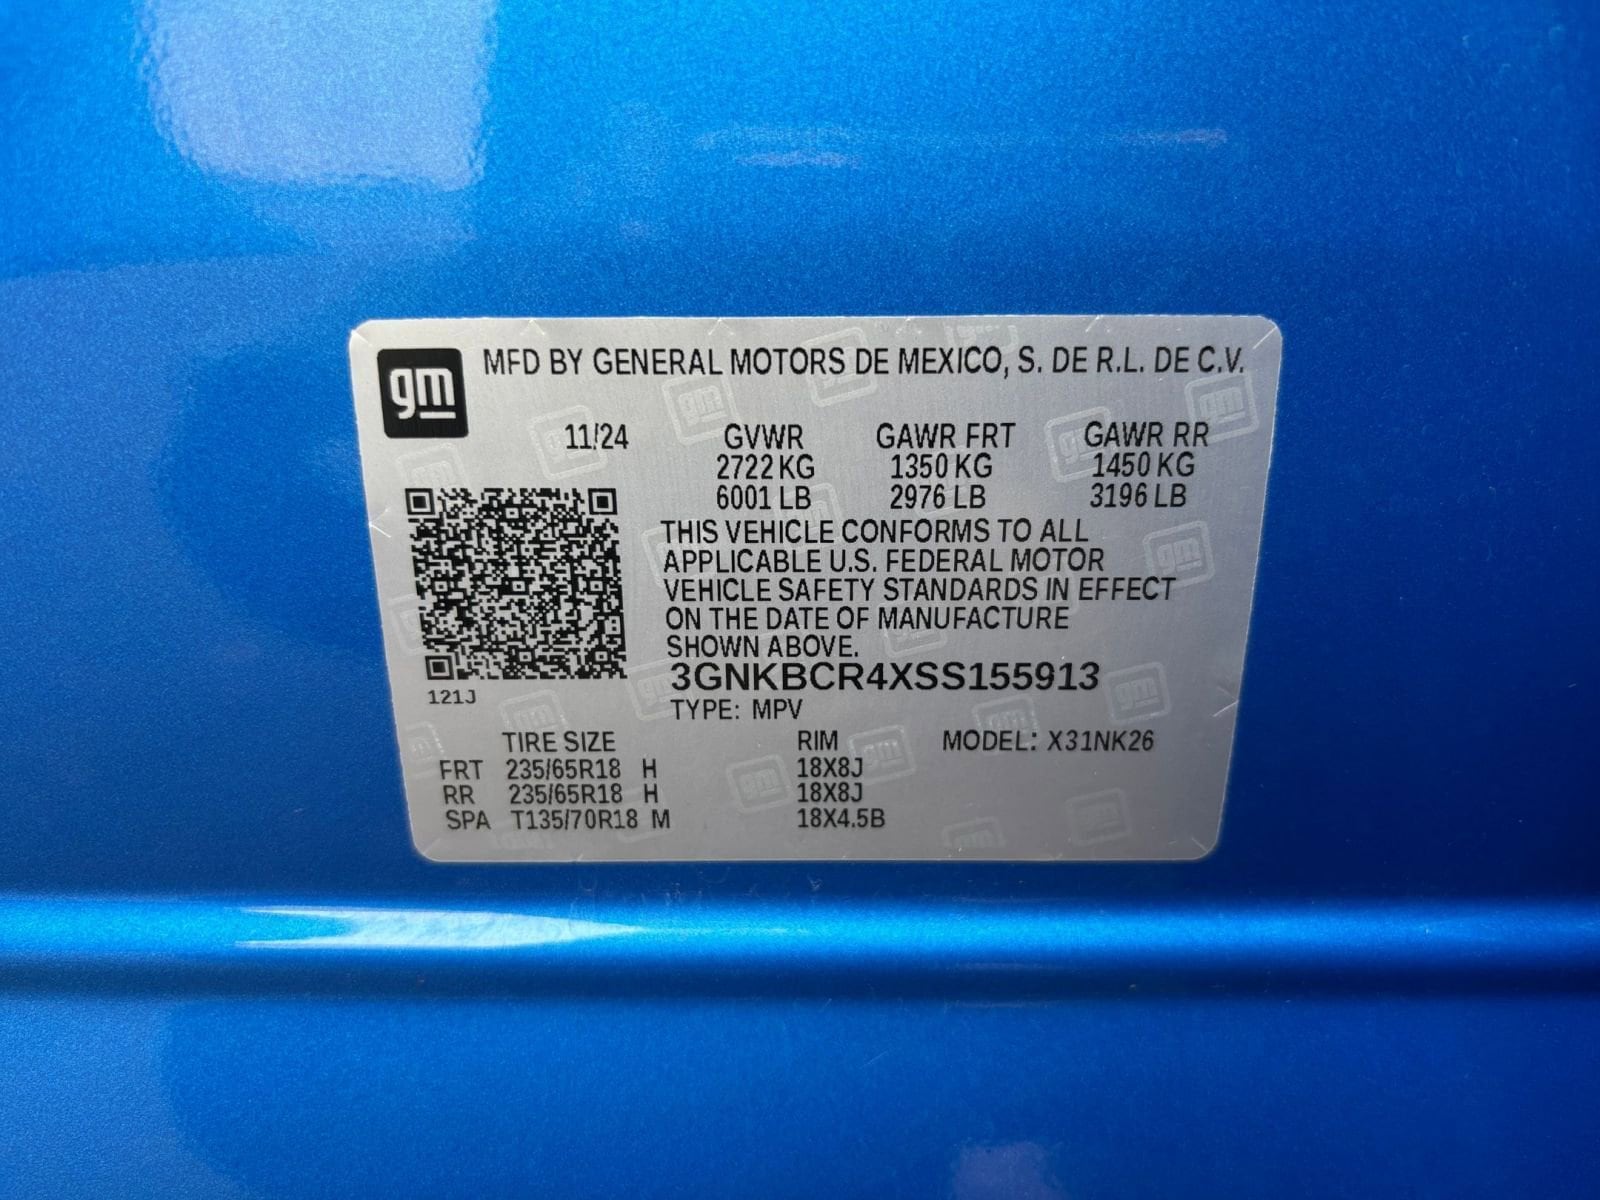 gm MFD BY GENERAL MOTORS DE MEXICO, S. DE R.L. DE C.V.
11/24 GVWR GAWR FRT GAWR RR
2722 KG 1350 KG 1450 KG
6001 LB 2976 LB 3196 LB
THIS VEHICLE CONFORMS TO ALL
APPLICABLE U.S. FEDERAL MOTOR
VEHICLE SAFETY STANDARDS IN EFFECT
ON THE DATE OF MANUFACTURE
SHOWN ABOVE.
3GNKBCR4XSS155913
121J
TYPE: MPV
TIRE SIZE RIM MODEL: X31NK26
FRT 235/65R18 H 18X8J
RR 235/65R18 H 18X8J
SPA T135/70R18 M 18X4.5B